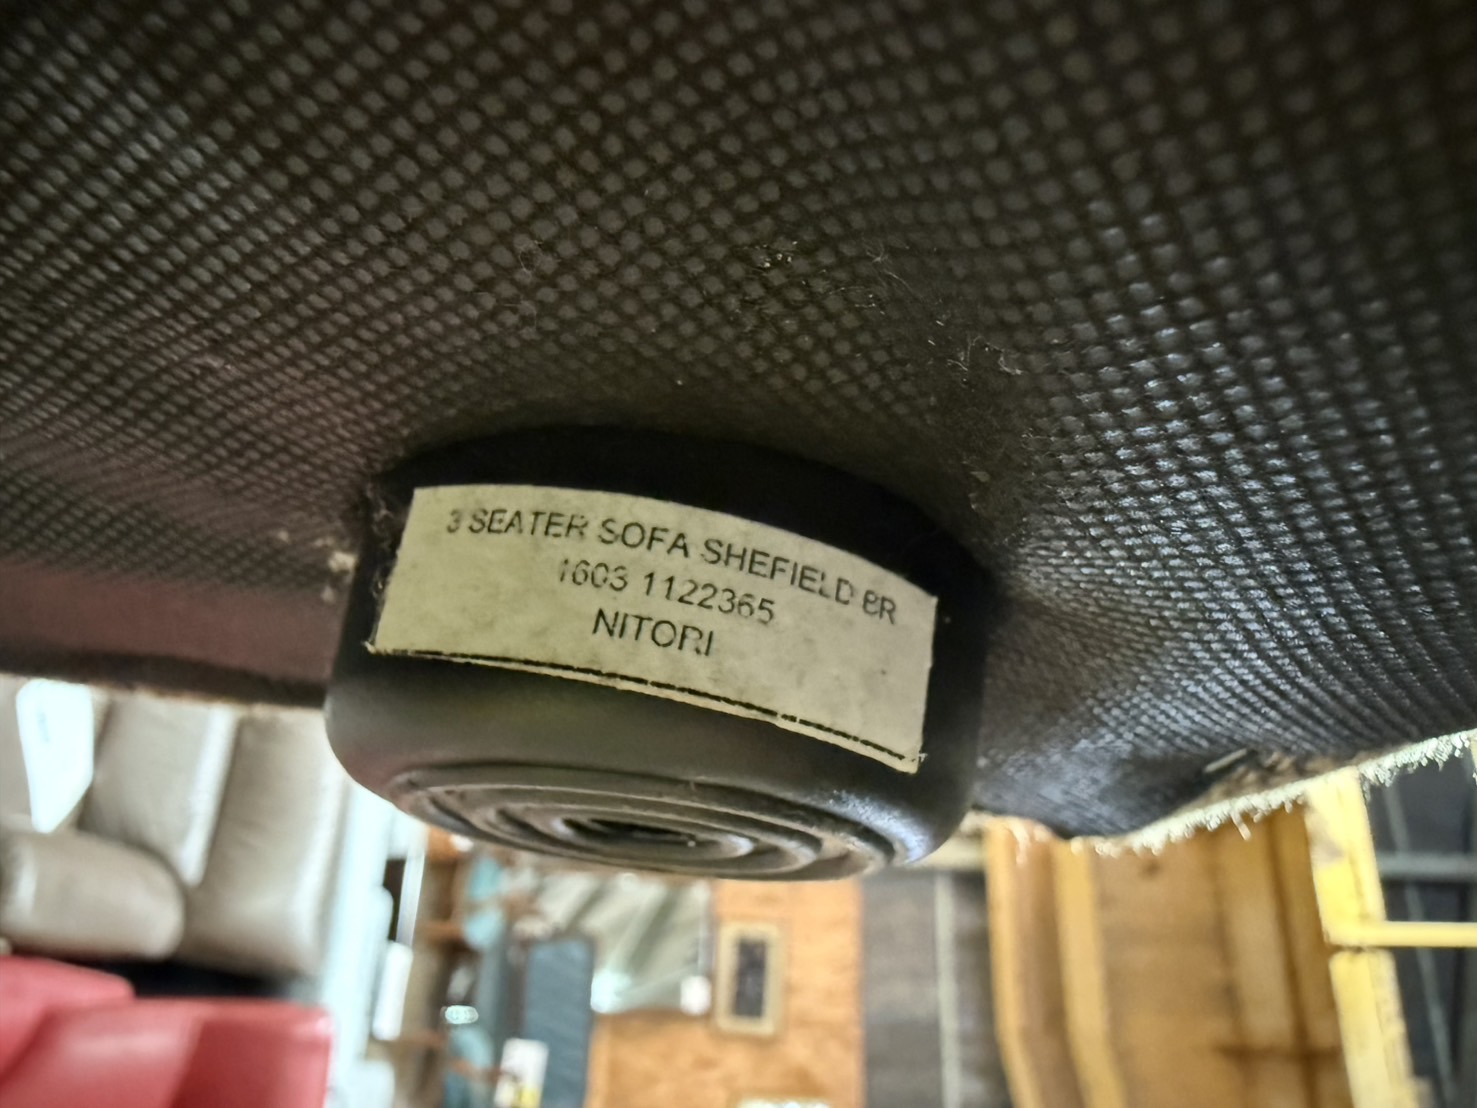 3 SEATER SOFA SHEFIELD BR
1603 1122365
NITORI